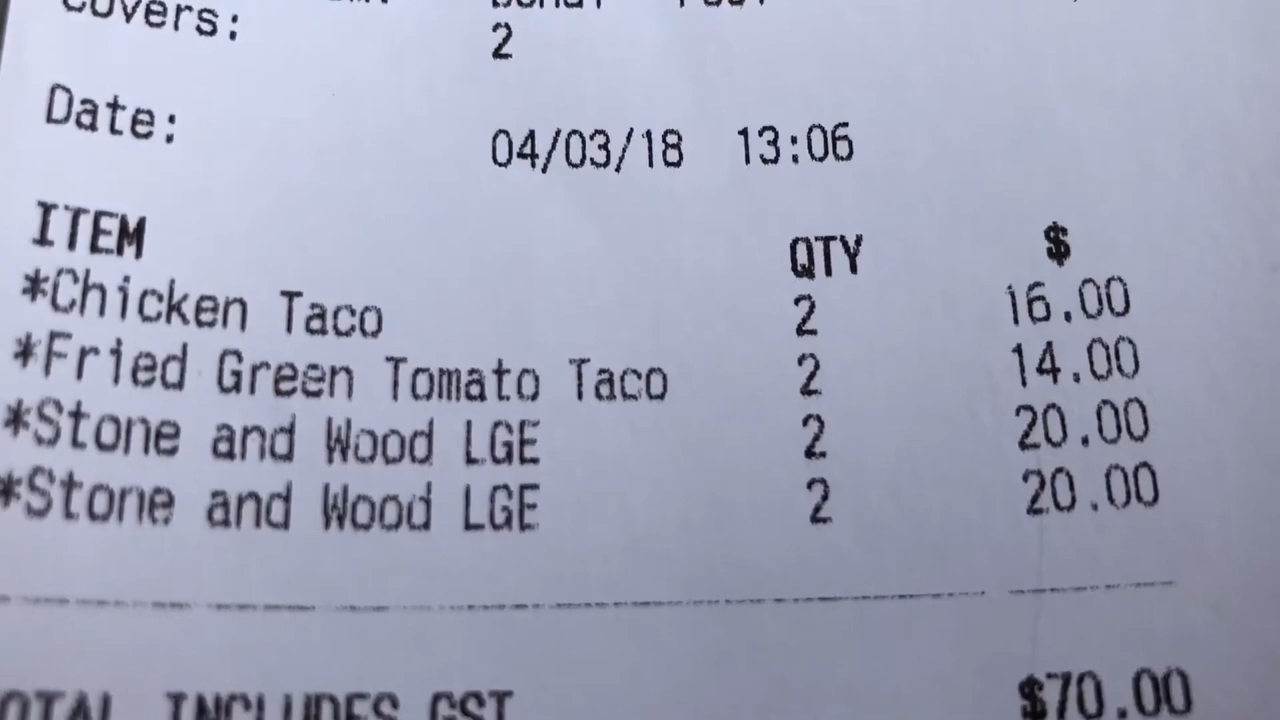 Covers:
2
Date:
04/03/18 13:06
ITEM QTY $
*Chicken Taco 2 16.00
*Fried Green Tomato Taco 2 14.00
*Stone and Wood LGE 2 20.00
*Stone and Wood LGE 2 20.00
TOTAL INCLUDES GST $70.00